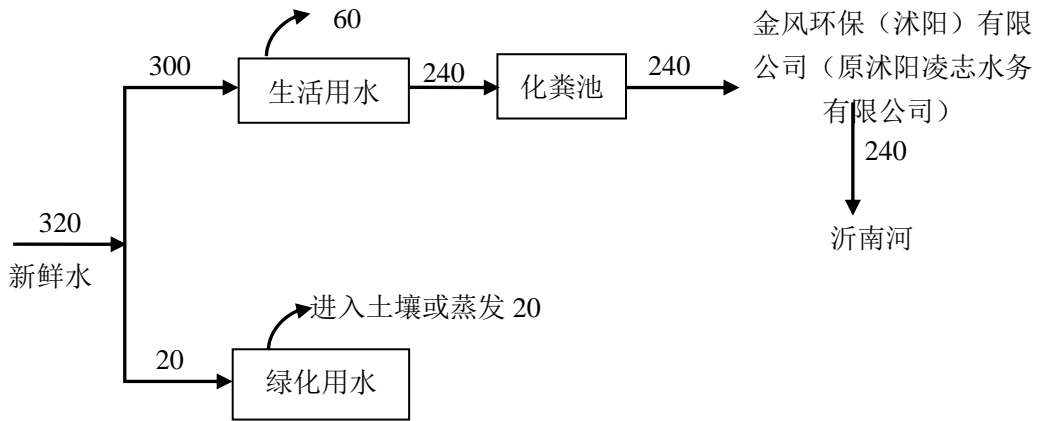 60
金风环保（沭阳）有限
公司（原沭阳凌志水务
有限公司）
300
生活用水
240
化粪池
240
240
沂南河
320
新鲜水
进入土壤或蒸发 20
20
绿化用水